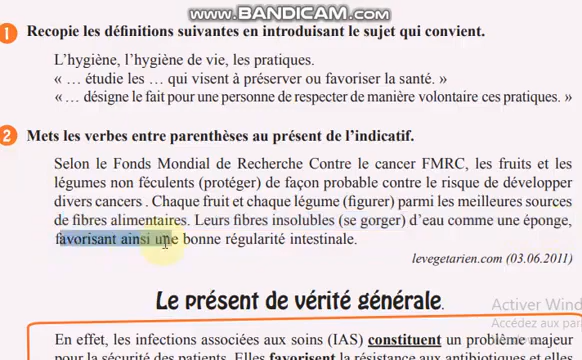 www.BANDICAM.com
1 Recopie les définitions suivantes en introduisant le sujet qui convient.
L'hygiène, l'hygiène de vie, les pratiques.
« ... étudie les ... qui visent à préserver ou favoriser la santé. »
« ... désigne le fait pour une personne de respecter de manière volontaire ces pratiques. »
2 Mets les verbes entre parenthèses au présent de l'indicatif.
Selon le Fonds Mondial de Recherche Contre le cancer FMRC, les fruits et les
légumes non féculents (protéger) de façon probable contre le risque de développer
divers cancers . Chaque fruit et chaque légume (figurer) parmi les meilleures sources
de fibres alimentaires. Leurs fibres insolubles (se gorger) d'eau comme une éponge,
favorisant ainsi une bonne régularité intestinale.
levegetarien.com (03.06.2011)
Le présent de vérité générale.
Activer Wind
Accédez aux par
En effet, les infections associées aux soins (IAS) constituent un problème majeur
pour la sécurité des patients. Elles favorisent la résistance aux antibiotiques et elles